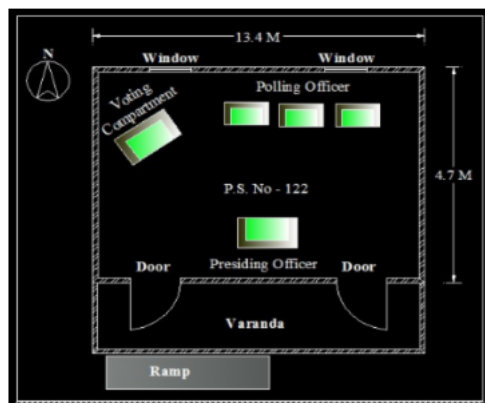 13.4 M
N
Window
Window
Voting
Compartment
Polling Officer
4.7 M
P.S. No - 122
Door
Presiding Officer
Door
Varanda
Ramp